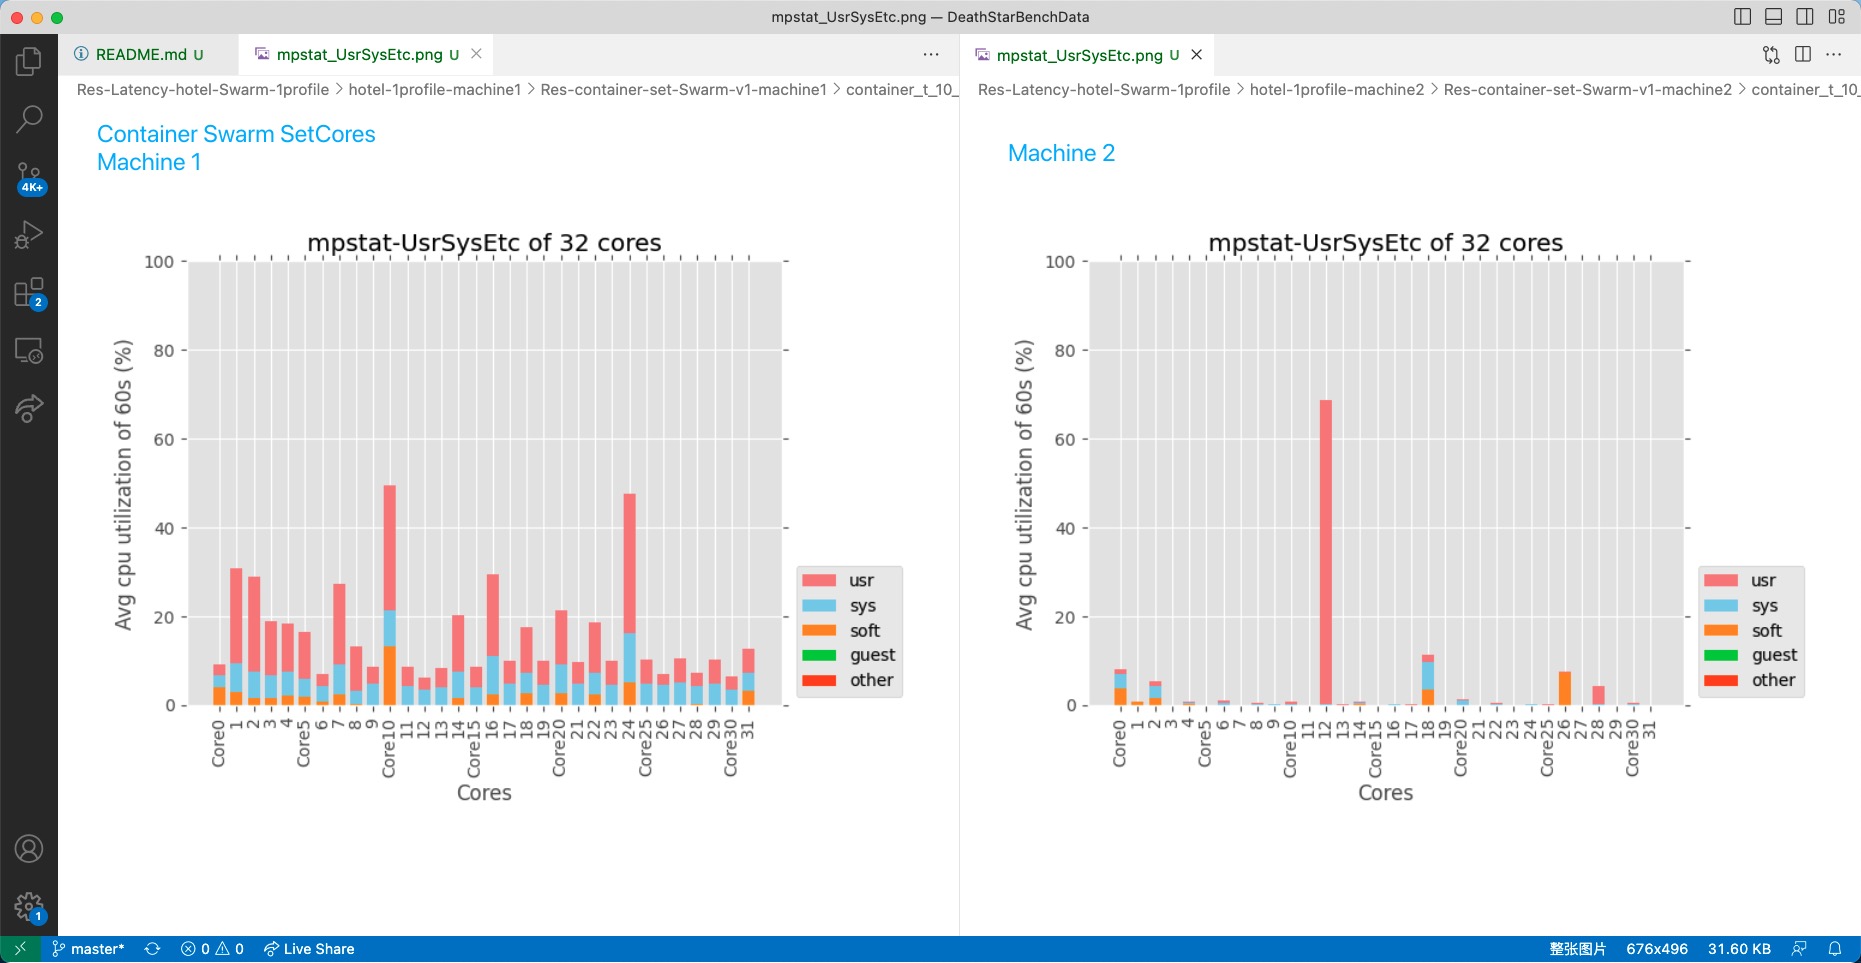 mpstat_UsrSysEtc.png — DeathStarBenchData
README.md U
mpstat_UsrSysEtc.png U
Res-Latency-hotel-Swarm-1profile > hotel-1profile-machine1 > Res-container-set-Swarm-v1-machine1 > container_t_10_
Container Swarm SetCores
Machine 1
mpstat-UsrSysEtc of 32 cores
Avg cpu utilization of 60s (%)
100
80
60
40
20
0
Core0 1 2 3 4 Core5 6 7 8 9 Core10 11 12 13 14 Core15 16 17 18 19 Core20 21 22 23 24 Core25 26 27 28 29 Core30 31
Cores
usr
sys
soft
guest
other
mpstat_UsrSysEtc.png U
Res-Latency-hotel-Swarm-1profile > hotel-1profile-machine2 > Res-container-set-Swarm-v1-machine2 > container_t_10_
Machine 2
mpstat-UsrSysEtc of 32 cores
Avg cpu utilization of 60s (%)
100
80
60
40
20
0
Core0 1 2 3 4 Core5 6 7 8 9 Core10 11 12 13 14 Core15 16 17 18 19 Core20 21 22 23 24 Core25 26 27 28 29 Core30 31
Cores
usr
sys
soft
guest
other
4K+
2
1
master* 0 0 Live Share 整张图片 676x496 31.60 KB